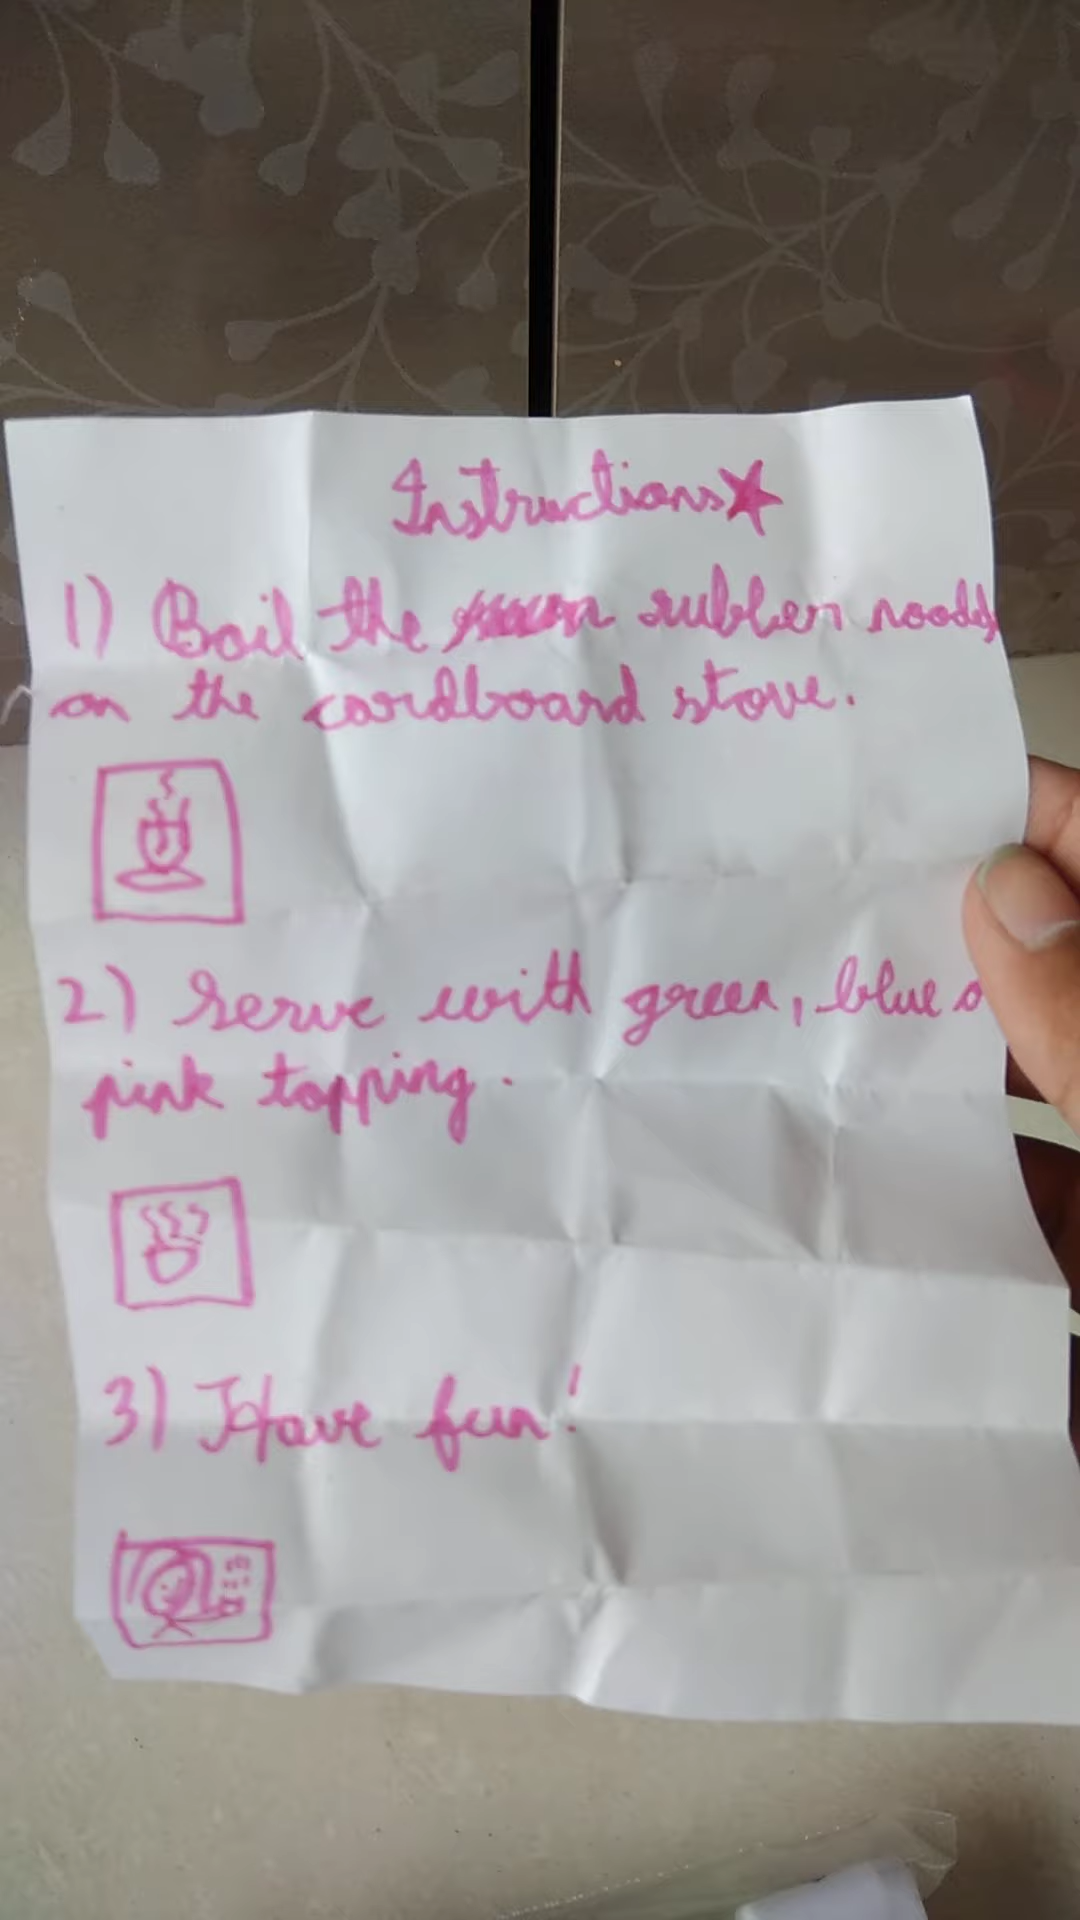 Instructions
1) Boil the rubber noodl
on the cardboard stove.
2) Serve with green, blue o
pink topping.
3) Have fun!